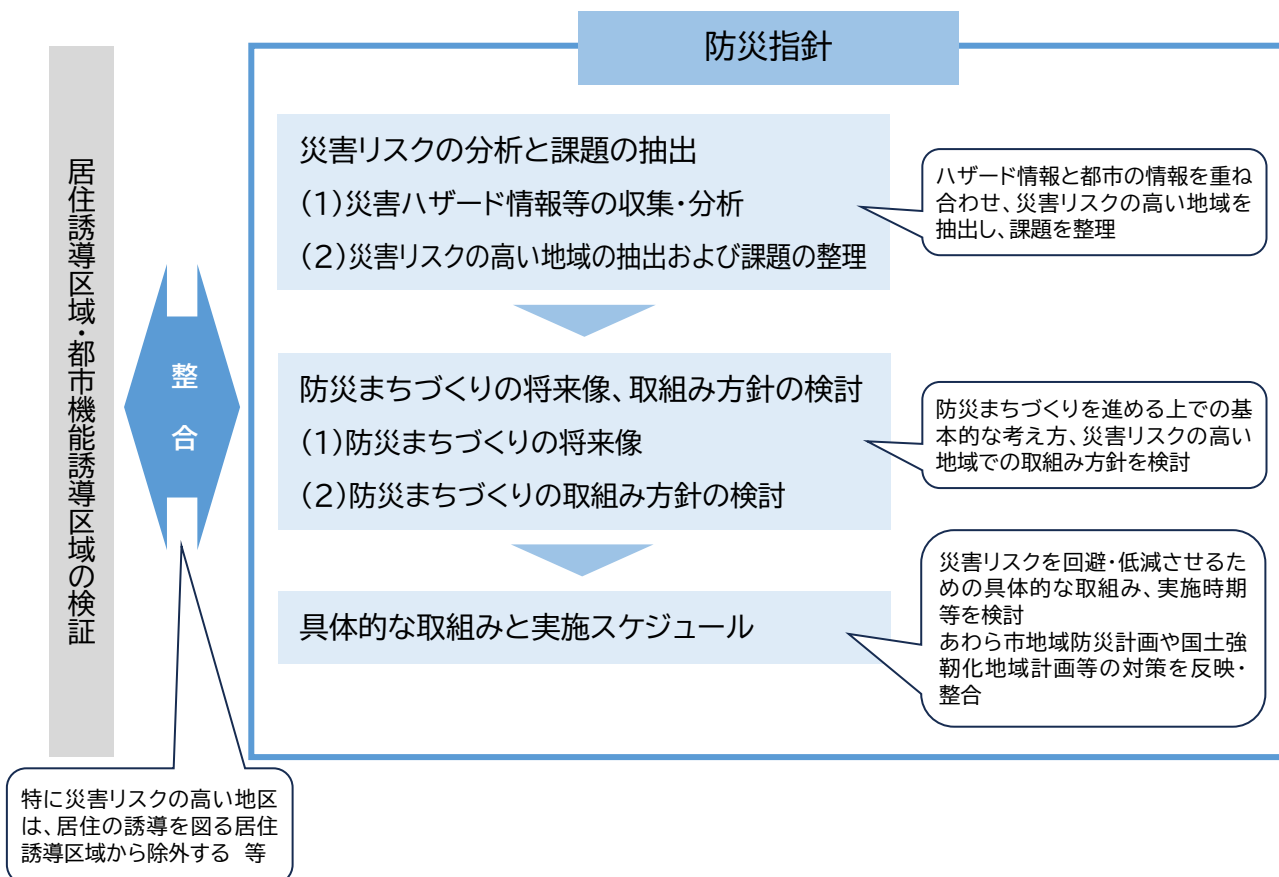 防災指針
居住誘導区域・都市機能誘導区域の検証
整合
災害リスクの分析と課題の抽出
(1)災害ハザード情報等の収集・分析
(2)災害リスクの高い地域の抽出および課題の整理
ハザード情報と都市の情報を重ね
合わせ、災害リスクの高い地域を
抽出し、課題を整理
防災まちづくりの将来像、取組み方針の検討
(1)防災まちづくりの将来像
(2)防災まちづくりの取組み方針の検討
防災まちづくりを進める上での基
本的な考え方、災害リスクの高い
地域での取組み方針を検討
具体的な取組みと実施スケジュール
災害リスクを回避・低減させるた
めの具体的な取組み、実施時期
等を検討
あわら市地域防災計画や国土強
靭化地域計画等の対策を反映・
整合
特に災害リスクの高い地区
は、居住の誘導を図る居住
誘導区域から除外する 等